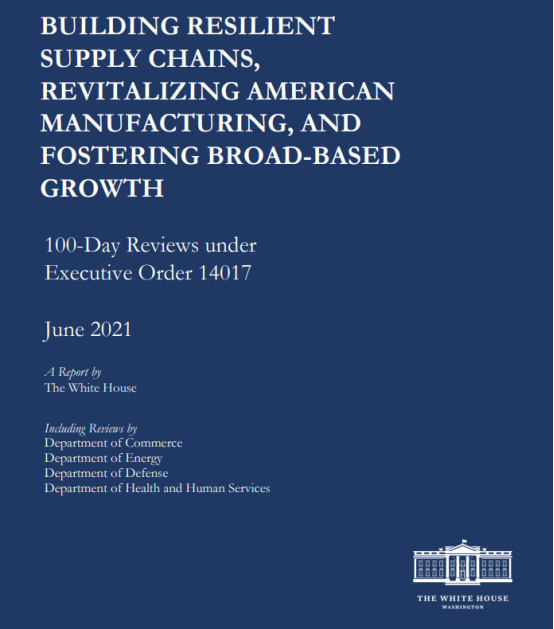 BUILDING RESILIENT
SUPPLY CHAINS,
REVITALIZING AMERICAN
MANUFACTURING, AND
FOSTERING BROAD-BASED
GROWTH
100-Day Reviews under
Executive Order 14017
June 2021
A Report by
The White House
Including Reviews by
Department of Commerce
Department of Energy
Department of Defense
Department of Health and Human Services
THE WHITE HOUSE
WASHINGTON